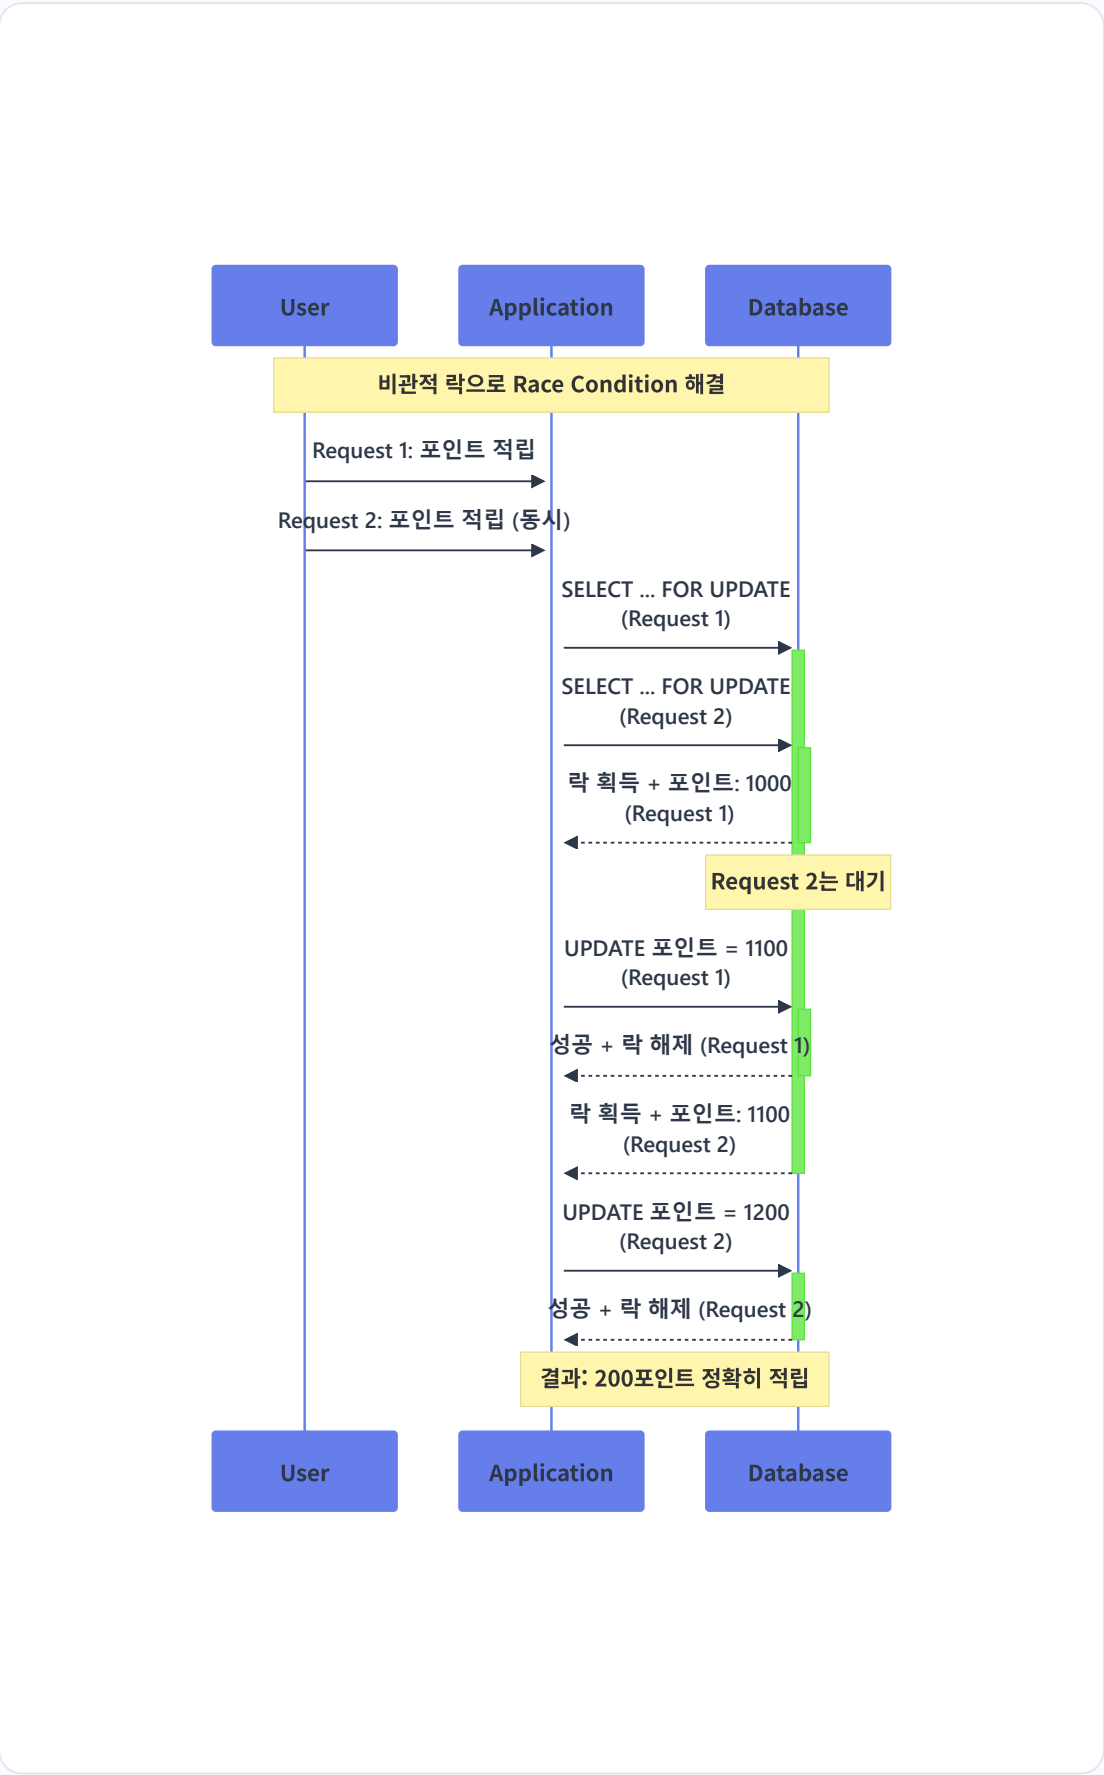 User
Application
Database
비관적 락으로 Race Condition 해결
Request 1: 포인트 적립
Request 2: 포인트 적립 (동시)
SELECT ... FOR UPDATE
(Request 1)
SELECT ... FOR UPDATE
(Request 2)
락 획득 + 포인트: 1000
(Request 1)
Request 2는 대기
UPDATE 포인트 = 1100
(Request 1)
성공 + 락 해제 (Request 1)
락 획득 + 포인트: 1100
(Request 2)
UPDATE 포인트 = 1200
(Request 2)
성공 + 락 해제 (Request 2)
결과: 200포인트 정확히 적립
User
Application
Database